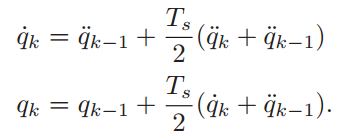 \dot{q}_k = \ddot{q}_{k-1} + \frac{T_s}{2}(\ddot{q}_k + \ddot{q}_{k-1})
q_k = q_{k-1} + \frac{T_s}{2}(\dot{q}_k + \ddot{q}_{k-1}).